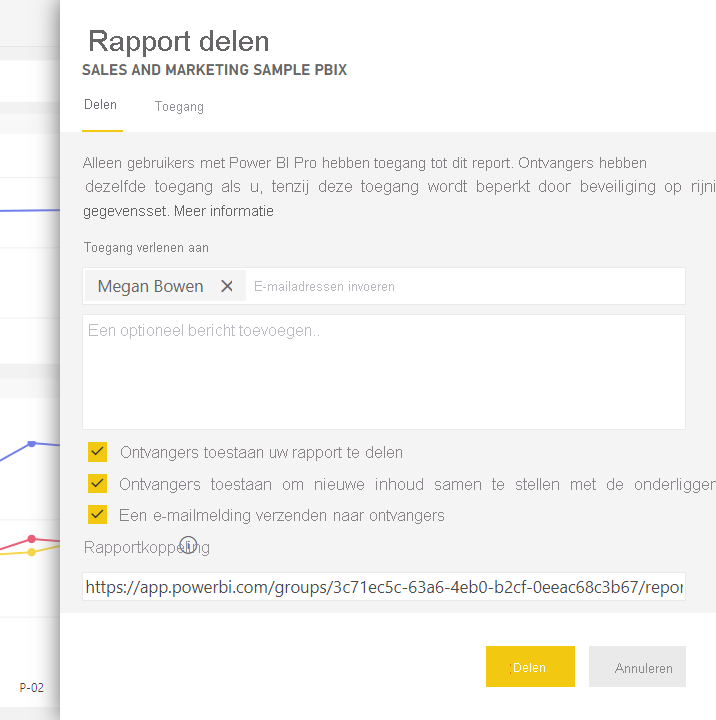 Rapport delen
SALES AND MARKETING SAMPLE PBIX
Delen Toegang
Alleen gebruikers met Power BI Pro hebben toegang tot dit report. Ontvangers hebben
dezelfde toegang als u, tenzij deze toegang wordt beperkt door beveiliging op rijni
gegevensset. Meer informatie
Toegang verlenen aan
Megan Bowen E-mailadressen invoeren
Een optioneel bericht toevoegen..
Ontvangers toestaan uw rapport te delen
Ontvangers toestaan om nieuwe inhoud samen te stellen met de onderligger
Een e-mailmelding verzenden naar ontvangers
Rapportkoppeling
https://app.powerbi.com/groups/3c71ec5c-63a6-4eb0-b2cf-0eeac68c3b67/repor
Delen Annuleren
P-02